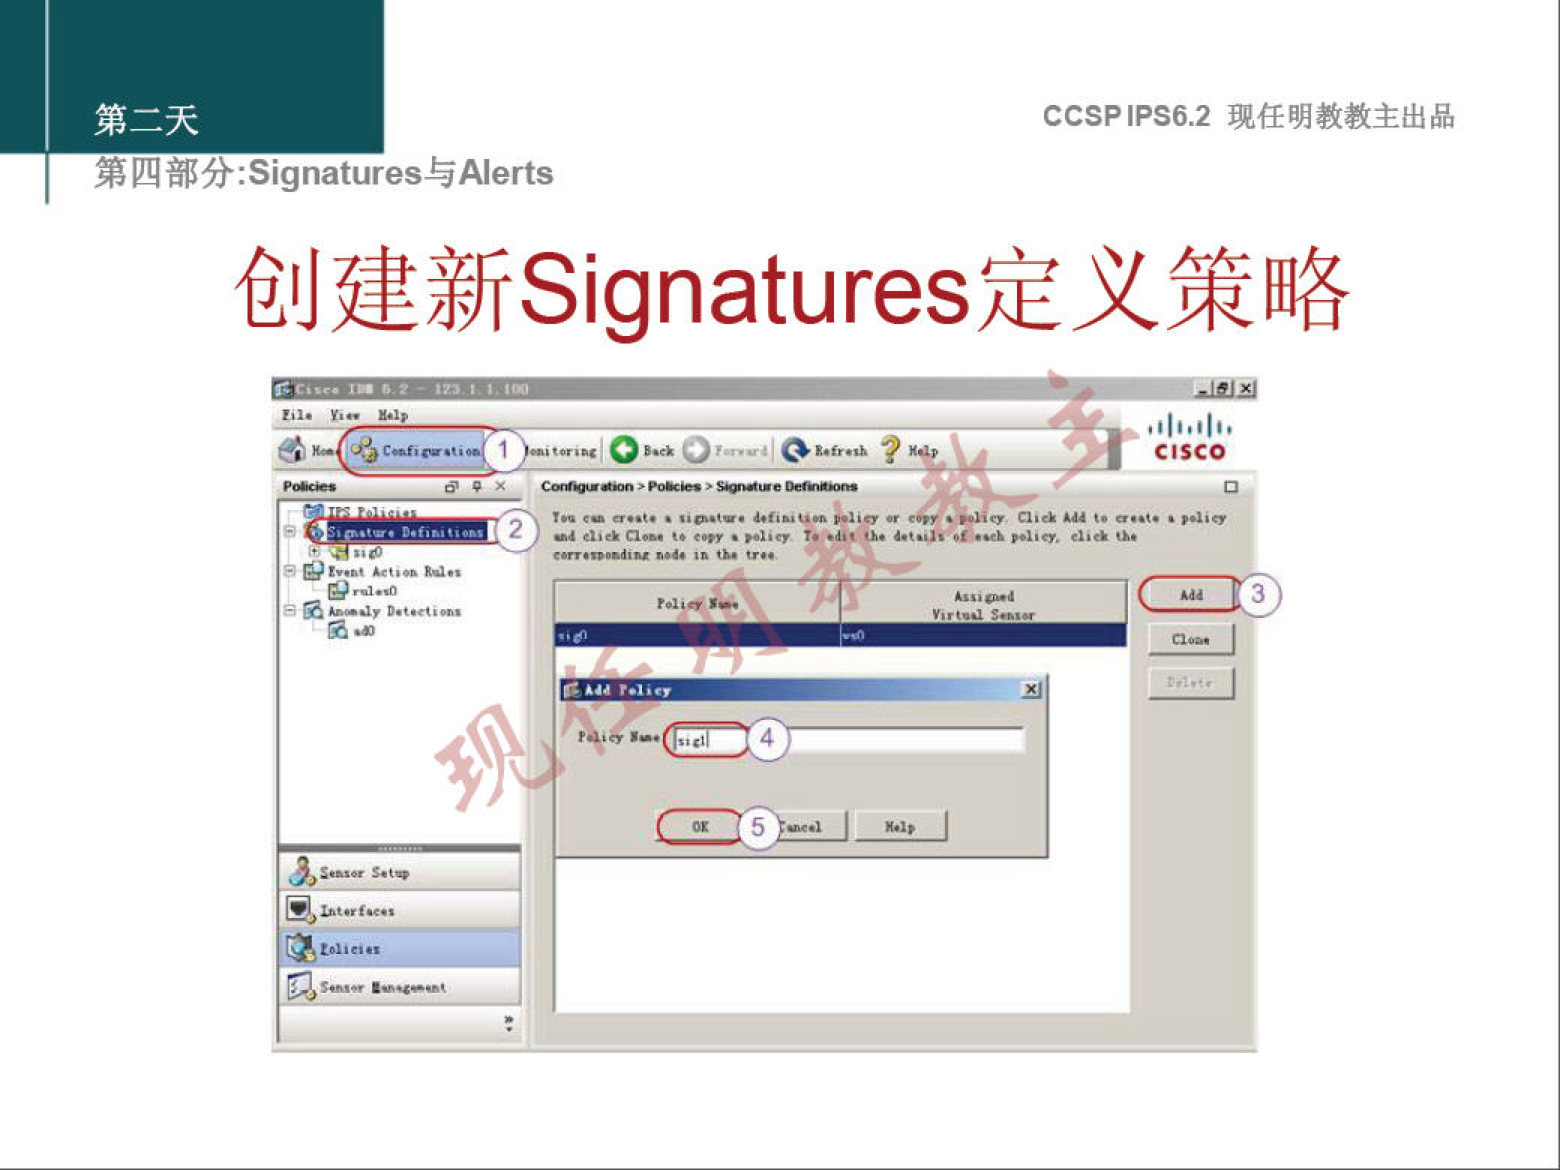 第二天
CCSP IPS6.2 现任明教教主出品
第四部分:Signatures与Alerts
创建新Signatures定义策略
Cisco IDM 6.2 - 123.1.1.100
File View Help
Home Configuration 1 onitoring Back Forward Refresh Help
CISCO
Policies
Configuration > Policies > Signature Definitions
IPS Policies
Signature Definitions 2
sig0
Event Action Rules
rules0
Anomaly Detections
ad0
You can create a signature definition policy or copy a policy. Click Add to create a policy
and click Clone to copy a policy. To edit the details of each policy, click the
corresponding node in the tree.
Policy Name
Assigned
Virtual Sensor
sig0 vs0
Add 3
Clone
Delete
Add Policy
Policy Name sig1 4
OK 5 Cancel Help
Sensor Setup
Interfaces
Policies
Sensor Management
现任明教教主